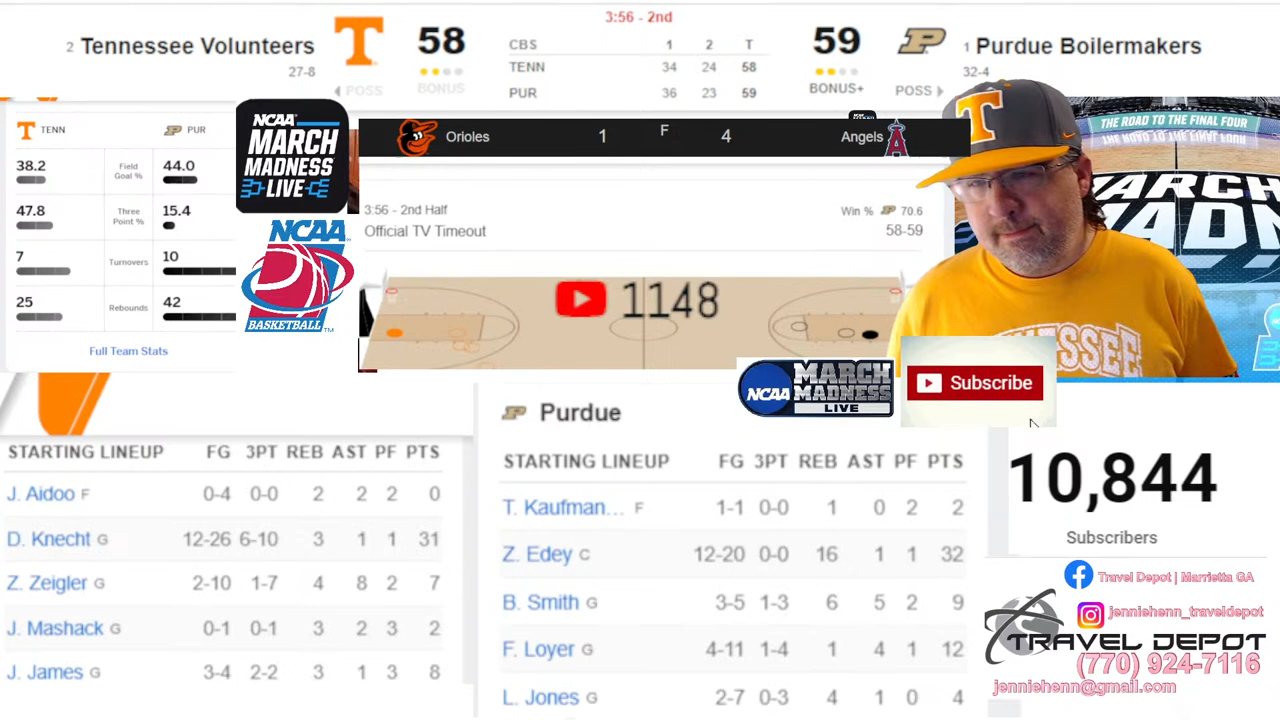 3:56 - 2nd
2 Tennessee Volunteers
27-8
T
58
BONUS
POSS
CBS 1 2 T
TENN 34 24 58
PUR 36 23 59
59
BONUS+
POSS
P
1 Purdue Boilermakers
32-4
T TENN P PUR
38.2 Field Goal % 44.0
47.8 Three Point % 15.4
7 Turnovers 10
25 Rebounds 42
Full Team Stats
NCAA
MARCH
MADNESS
LIVE
NCAA
BASKETBALL™
Orioles 1 F 4 Angels A
3:56 - 2nd Half
Official TV Timeout
Win % P 70.6
58-59
1148
T
THE ROAD TO THE FINAL FOUR
NCAA MARCH
MADNESS
LIVE
Subscribe
10,844
Subscribers
STARTING LINEUP FG 3PT REB AST PF PTS
J. Aidoo F 0-4 0-0 2 2 2 0
D. Knecht G 12-26 6-10 3 1 1 31
Z. Zeigler G 2-10 1-7 4 8 2 7
J. Mashack G 0-1 0-1 3 2 3 2
J. James G 3-4 2-2 3 1 3 8
P Purdue
STARTING LINEUP FG 3PT REB AST PF PTS
T. Kaufman... F 1-1 0-0 1 0 2 2
Z. Edey C 12-20 0-0 16 1 1 32
B. Smith G 3-5 1-3 6 5 2 9
F. Loyer G 4-11 1-4 1 4 1 12
L. Jones G 2-7 0-3 4 1 0 4
Travel Depot | Marrietta GA
jenniehenn_traveldepot
TRAVEL DEPOT
(770) 924-7116
jenniehenn@gmail.com